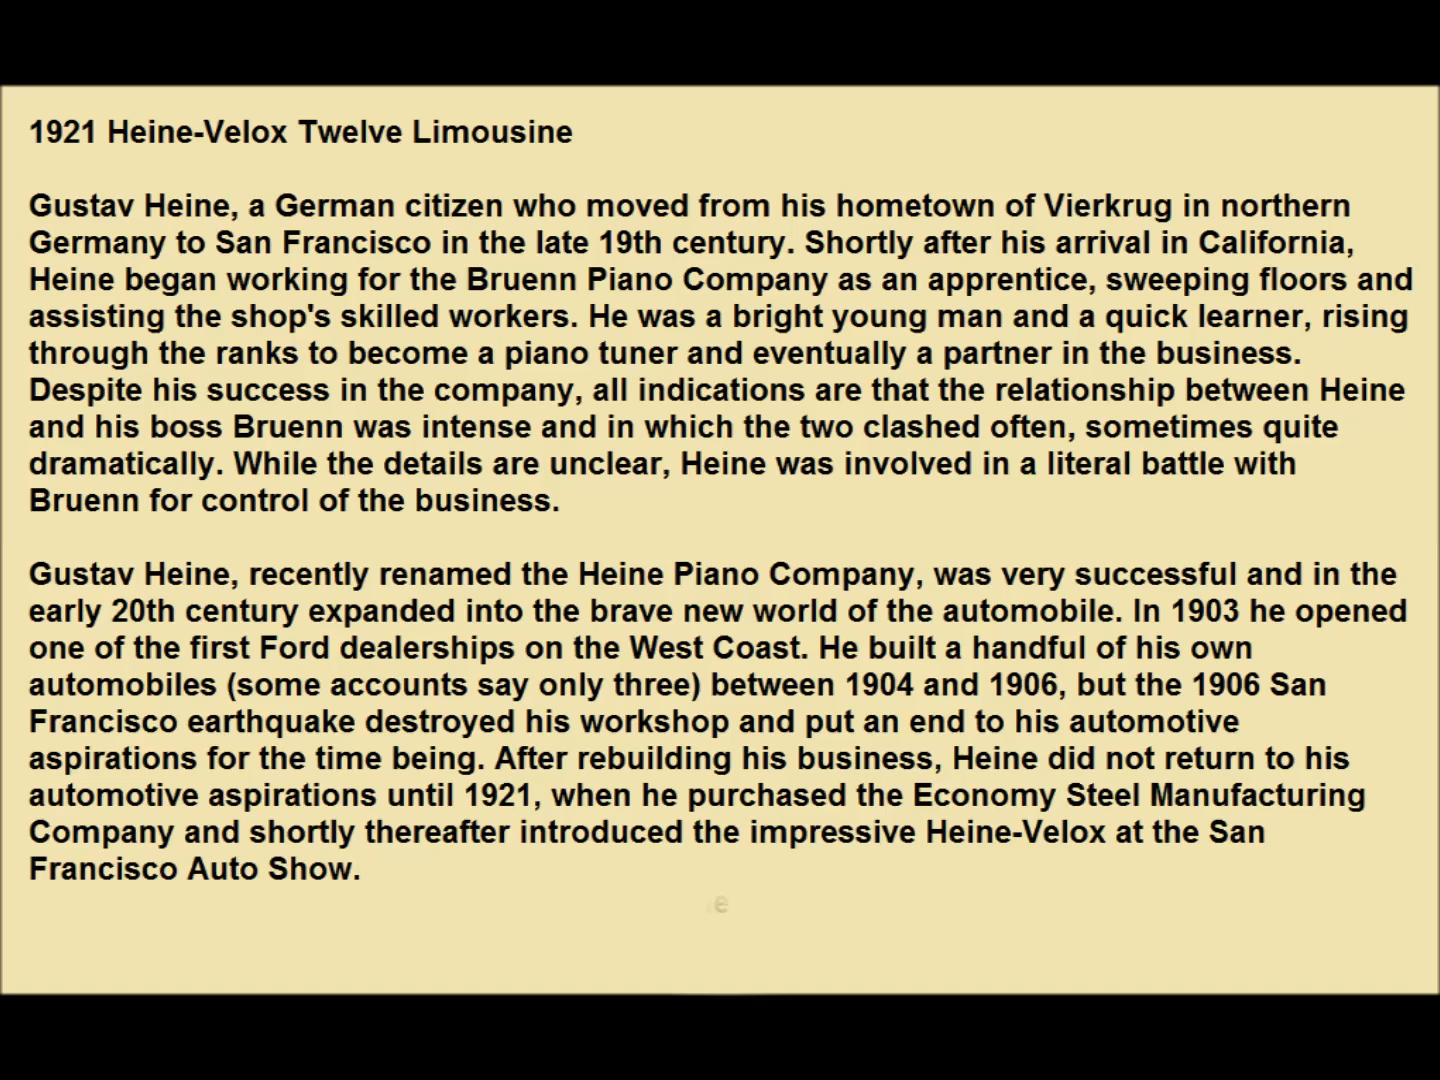 1921 Heine-Velox Twelve Limousine
Gustav Heine, a German citizen who moved from his hometown of Vierkrug in northern
Germany to San Francisco in the late 19th century. Shortly after his arrival in California,
Heine began working for the Bruenn Piano Company as an apprentice, sweeping floors and
assisting the shop's skilled workers. He was a bright young man and a quick learner, rising
through the ranks to become a piano tuner and eventually a partner in the business.
Despite his success in the company, all indications are that the relationship between Heine
and his boss Bruenn was intense and in which the two clashed often, sometimes quite
dramatically. While the details are unclear, Heine was involved in a literal battle with
Bruenn for control of the business.
Gustav Heine, recently renamed the Heine Piano Company, was very successful and in the
early 20th century expanded into the brave new world of the automobile. In 1903 he opened
one of the first Ford dealerships on the West Coast. He built a handful of his own
automobiles (some accounts say only three) between 1904 and 1906, but the 1906 San
Francisco earthquake destroyed his workshop and put an end to his automotive
aspirations for the time being. After rebuilding his business, Heine did not return to his
automotive aspirations until 1921, when he purchased the Economy Steel Manufacturing
Company and shortly thereafter introduced the impressive Heine-Velox at the San
Francisco Auto Show.